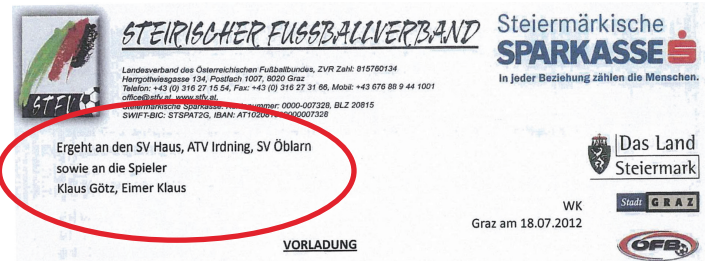 STEIRISCHER FUSSBALLVERBAND
Landesverband des Österreichischen Fußballbundes, ZVR Zahl: 815760134
Herrgottwiesgasse 134, Postfach 1007, 8020 Graz
Telefon: +43 (0) 316 27 15 54, Fax: +43 (0) 316 27 31 66, Mobil: +43 676 88 9 44 1001
office@stfv.at, www.stfv.at,
Steiermärkische Sparkasse: 0000-007328, BLZ 20815
SWIFT-BIC: STSPAT2G, IBAN:
STFV
Steiermärkische
SPARKASSE
In jeder Beziehung zählen die Menschen.
Ergeht an den SV Haus, ATV Irdning, SV Öblarn
sowie an die Spieler
Klaus Götz, Eimer Klaus
Das Land
Steiermark
WK
Graz am 18.07.2012
Stadt GRAZ
VORLADUNG
ÖFB